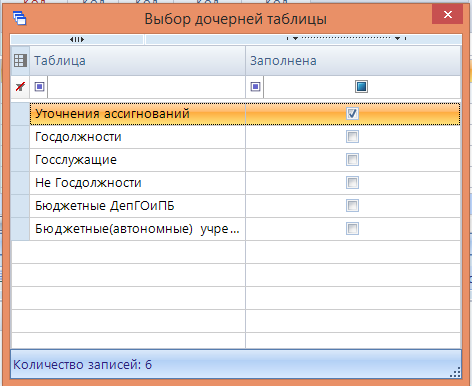 Выбор дочерней таблицы
Таблица Заполнена
Уточнения ассигнований
Госдолжности
Госслужащие
Не Госдолжности
Бюджетные ДепГОиПБ
Бюджетные(автономные) учре...
Количество записей: 6